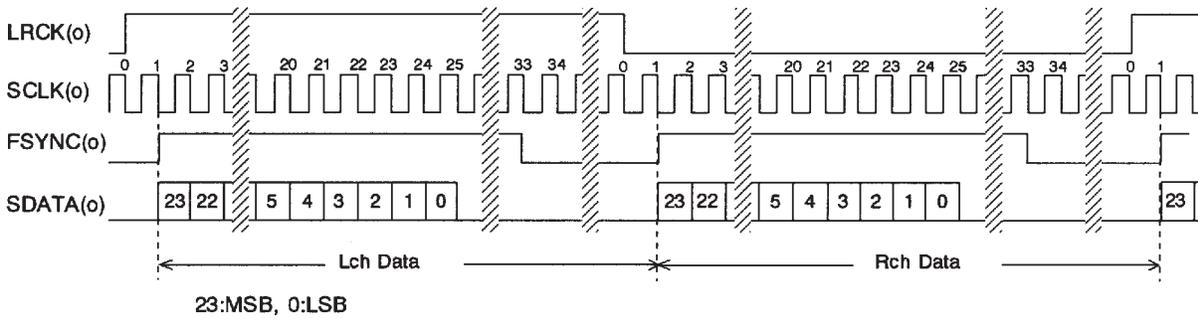 LRCK(o)
0 1 2 3 20 21 22 23 24 25 33 34 0 1 2 3 20 21 22 23 24 25 33 34 0 1
SCLK(o)
FSYNC(o)
SDATA(o) 23 22 5 4 3 2 1 0 23 22 5 4 3 2 1 0 23
Lch Data Rch Data
23:MSB, 0:LSB